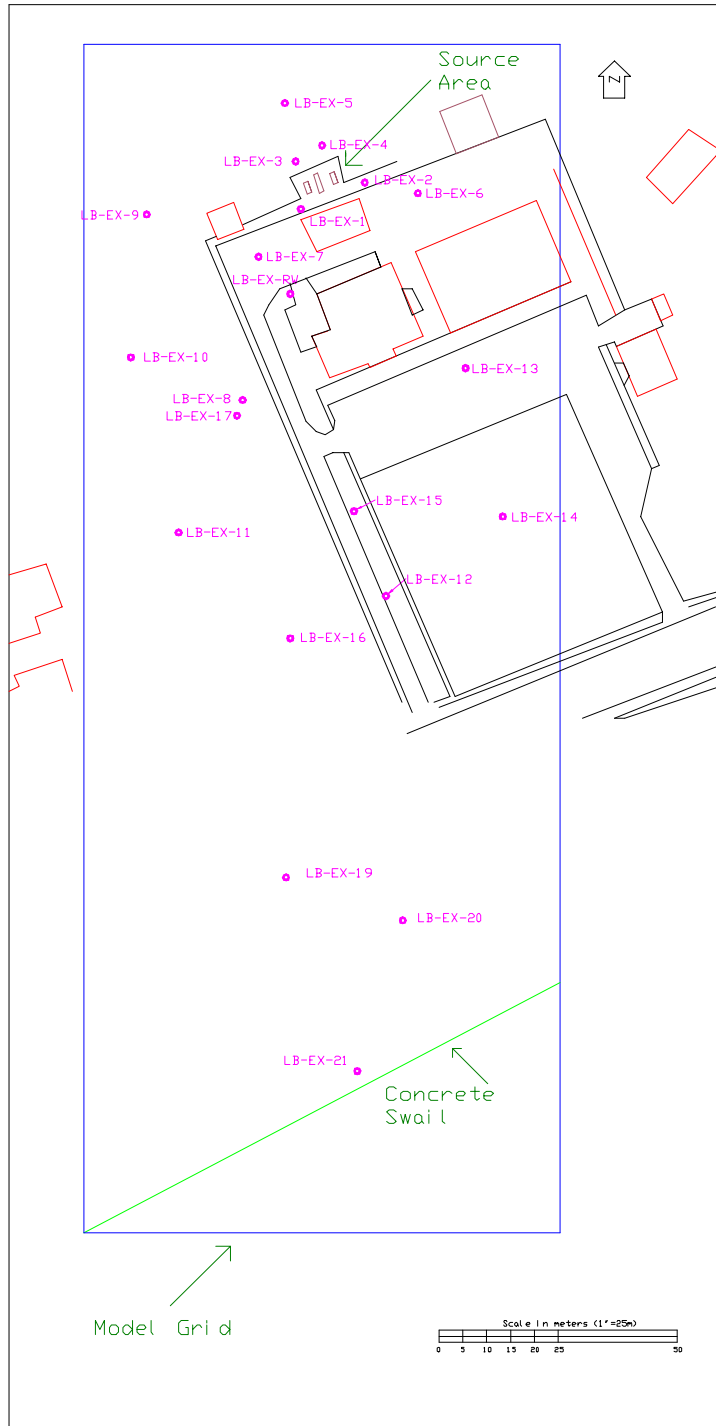 Source
Area
N
LB-EX-5
LB-EX-4
LB-EX-3
LB-EX-2
LB-EX-6
LB-EX-9
LB-EX-1
LB-EX-7
LB-EX-RW
LB-EX-10
LB-EX-13
LB-EX-8
LB-EX-17
LB-EX-15
LB-EX-14
LB-EX-11
LB-EX-12
LB-EX-16
LB-EX-19
LB-EX-20
LB-EX-21
Concrete
Swail
Model Grid
Scale in meters (1"=25m)
0 5 10 15 20 25 50